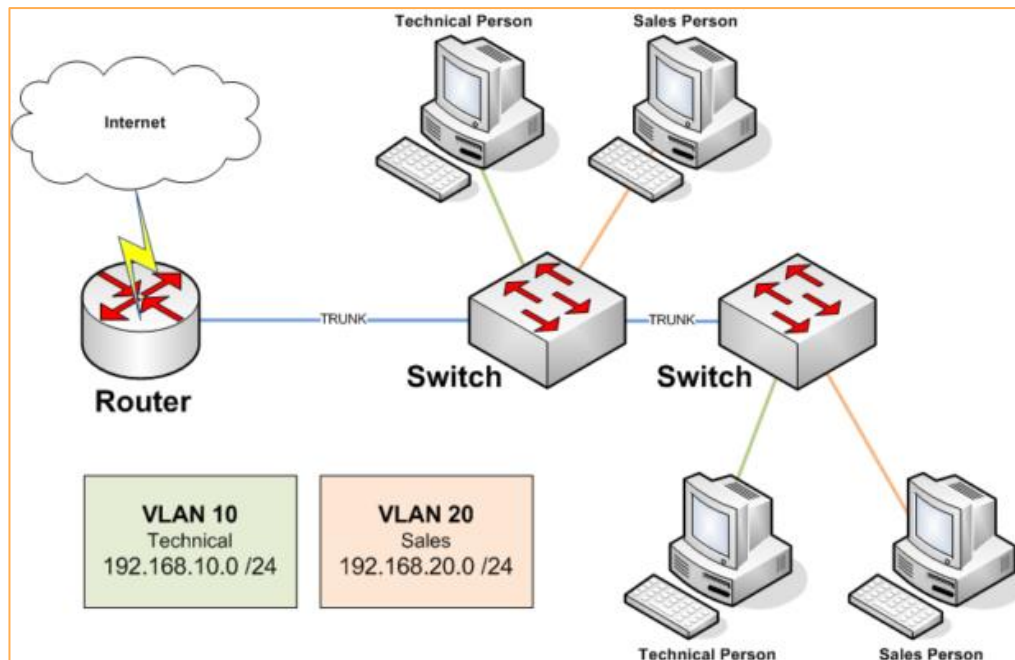 Technical Person
Sales Person
Internet
TRUNK
TRUNK
Router
Switch
Switch
VLAN 10
Technical
192.168.10.0 /24
VLAN 20
Sales
192.168.20.0 /24
Technical Person
Sales Person